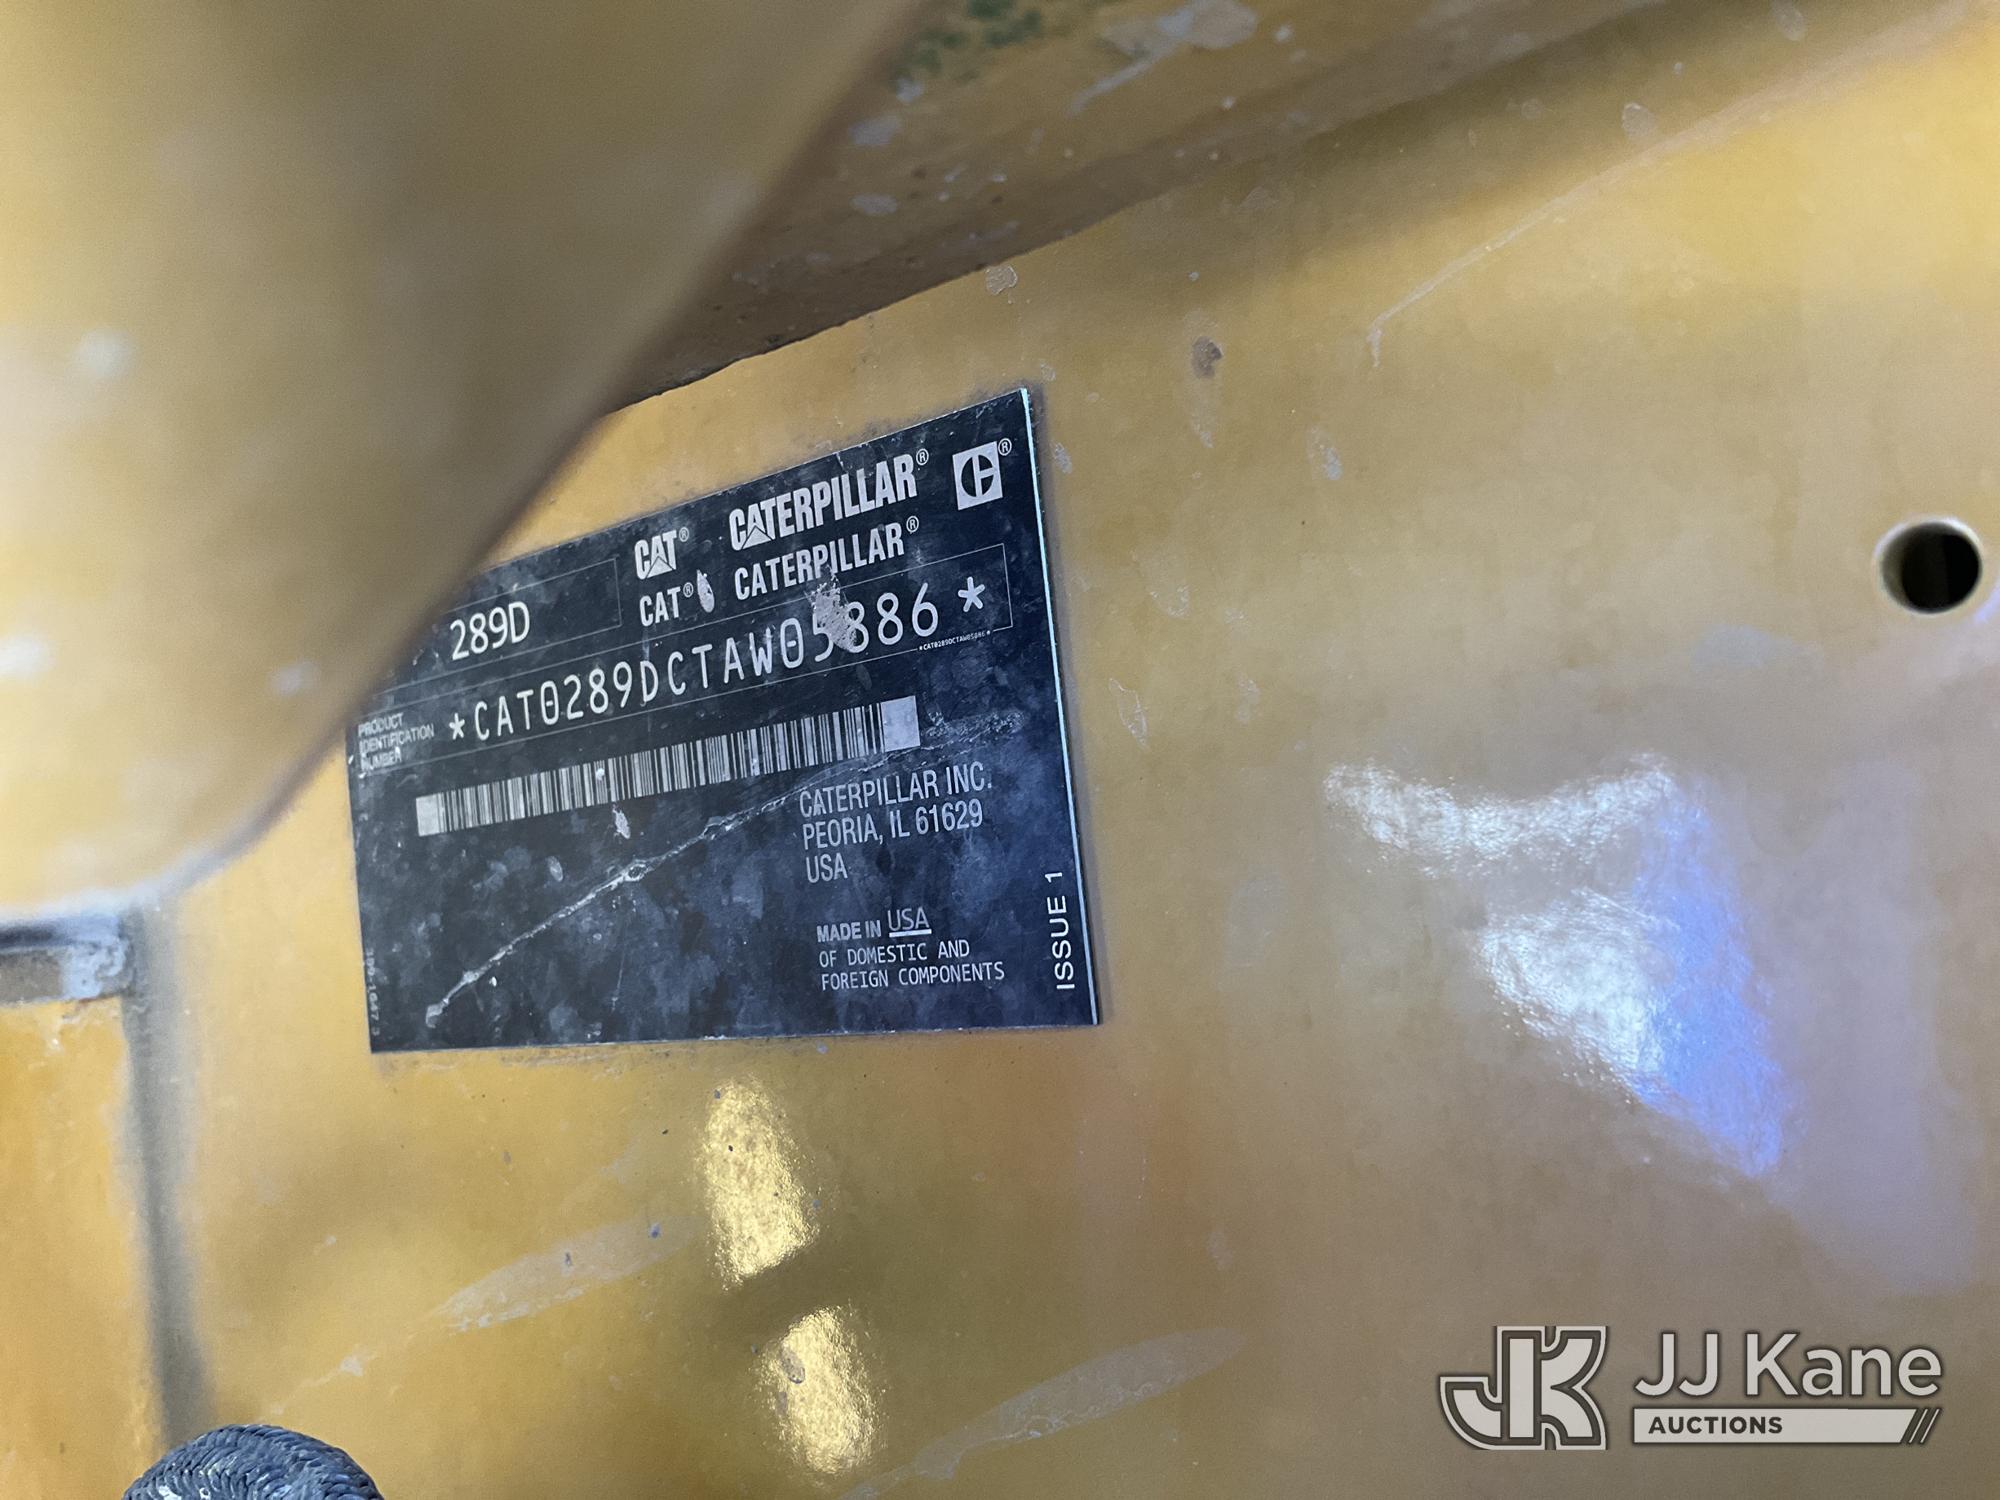 CAT® CATERPILLAR®
CAT® CATERPILLAR®
289D
PRODUCT
IDENTIFICATION
NUMBER
*CAT0289DCTAW05886*
*CAT0289DCTAW05886*
CATERPILLAR INC.
PEORIA, IL 61629
USA
MADE IN USA
OF DOMESTIC AND
FOREIGN COMPONENTS
ISSUE 1
JK JJ Kane
AUCTIONS